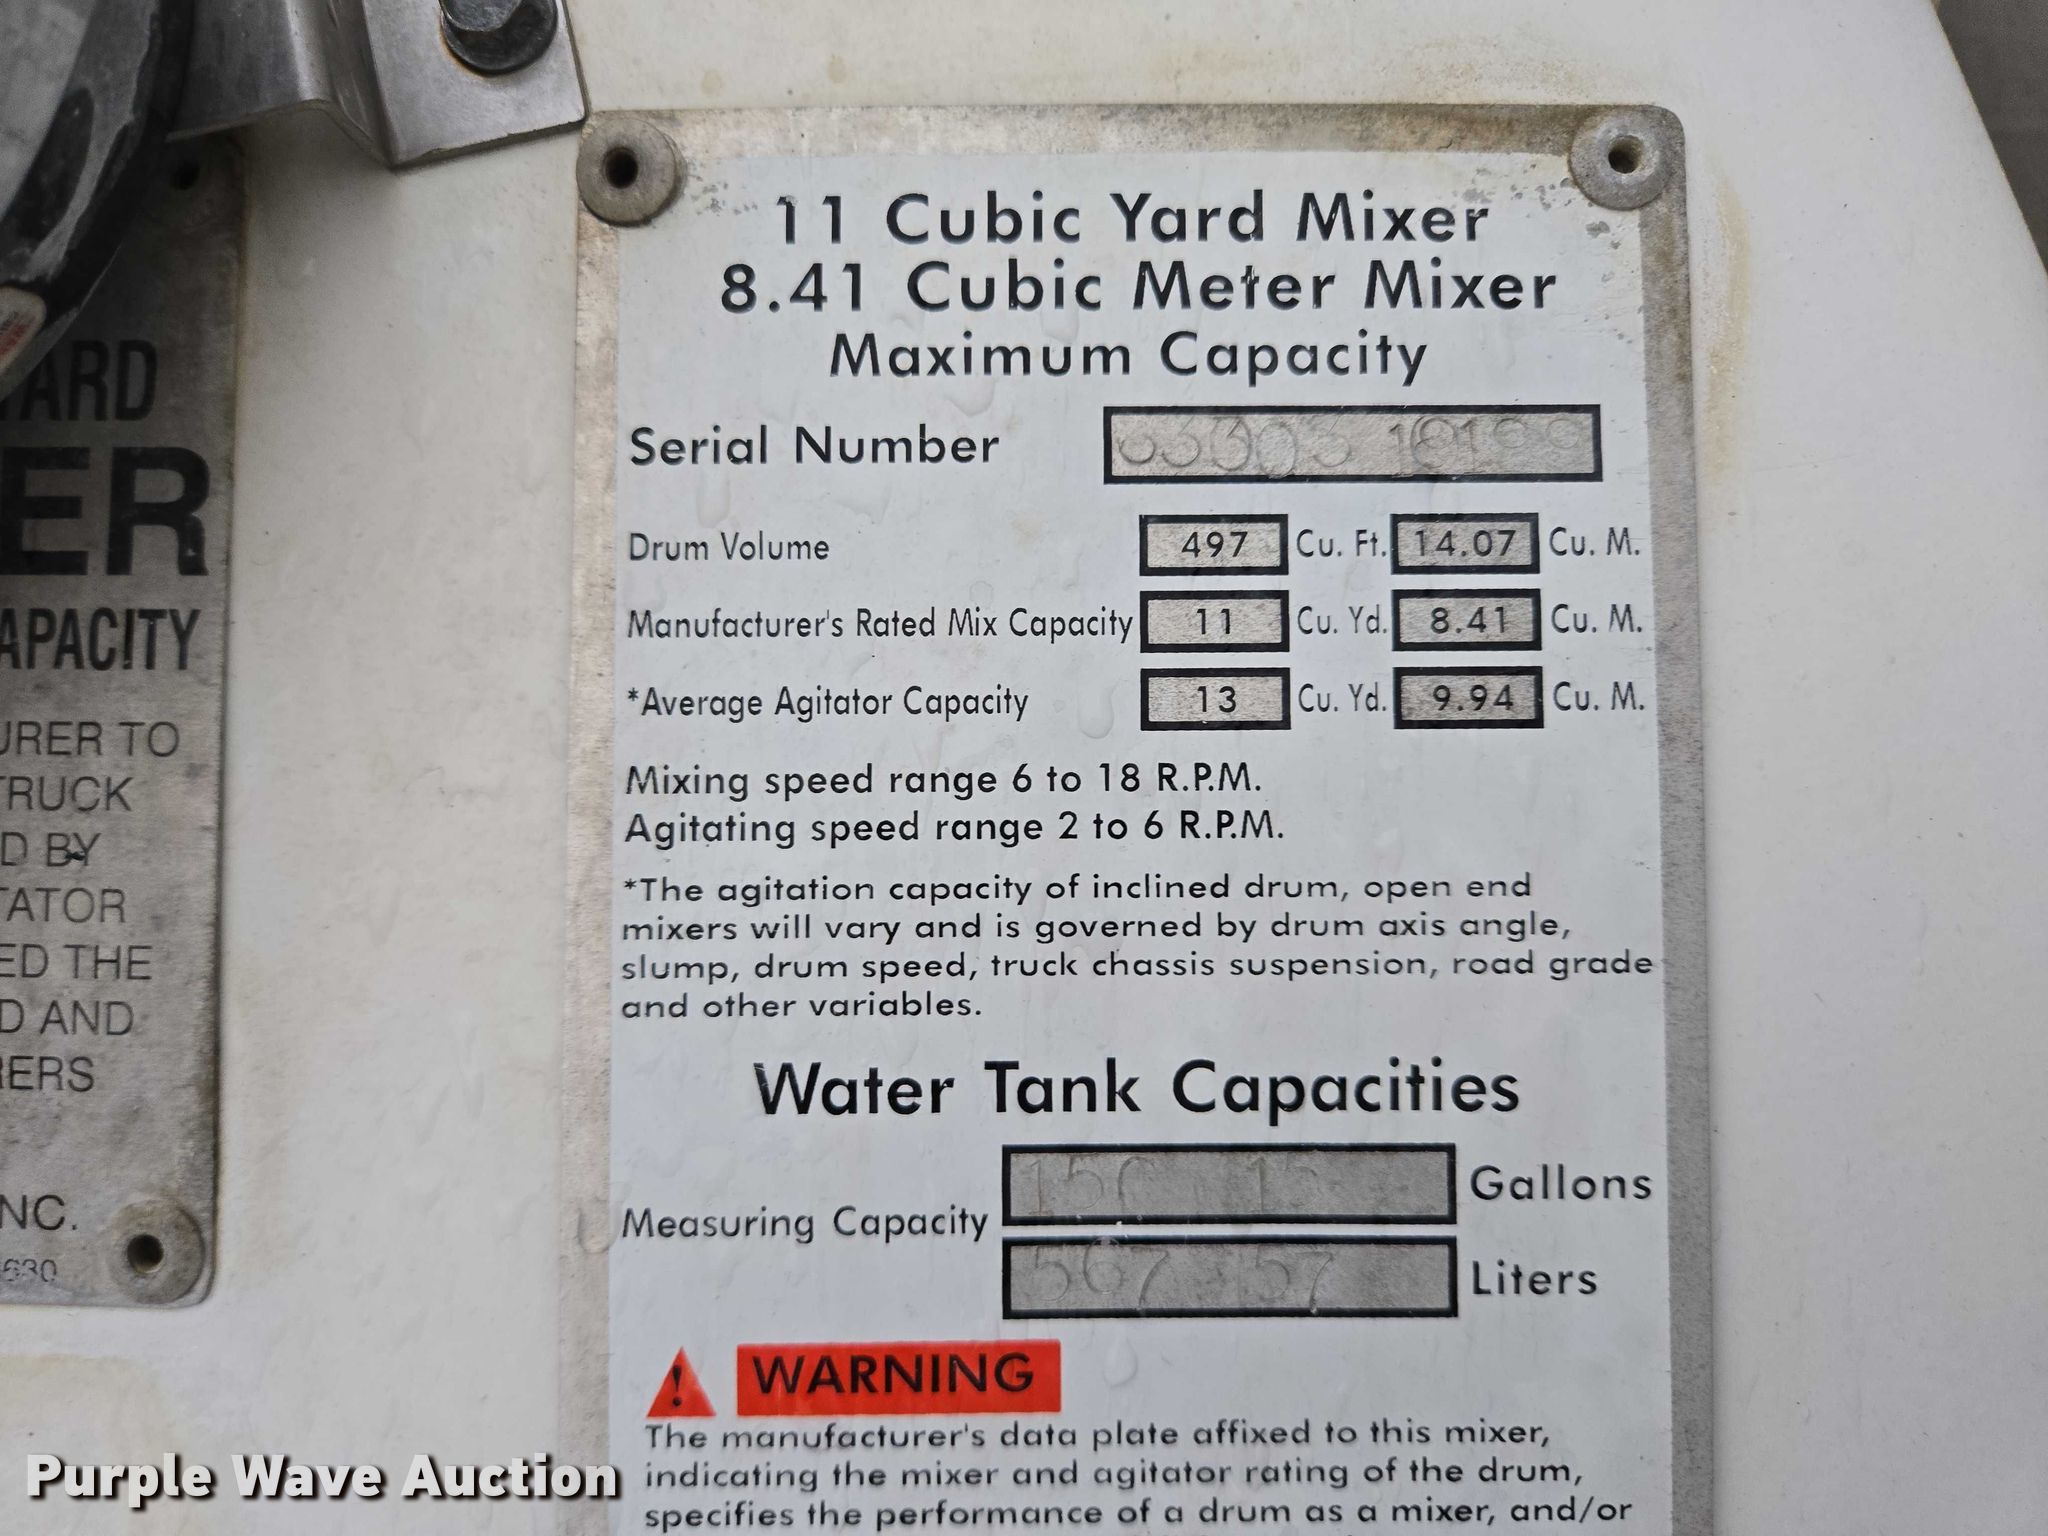 ARD
ER
APACITY
URER TO
TRUCK
D BY
TATOR
ED THE
D AND
RERS
NC.
630
11 Cubic Yard Mixer
8.41 Cubic Meter Mixer
Maximum Capacity
Serial Number
Drum Volume 497 Cu. Ft. 14.07 Cu. M.
Manufacturer's Rated Mix Capacity 11 Cu. Yd. 8.41 Cu. M.
*Average Agitator Capacity 13 Cu. Yd. 9.94 Cu. M.
Mixing speed range 6 to 18 R.P.M.
Agitating speed range 2 to 6 R.P.M.
*The agitation capacity of inclined drum, open end
mixers will vary and is governed by drum axis angle,
slump, drum speed, truck chassis suspension, road grade
and other variables.
Water Tank Capacities
Measuring Capacity
Gallons
567 57 Liters
! WARNING
The manufacturer's data plate affixed to this mixer,
indicating the mixer and agitator rating of the drum,
specifies the performance of a drum as a mixer, and/or
Purple Wave Auction